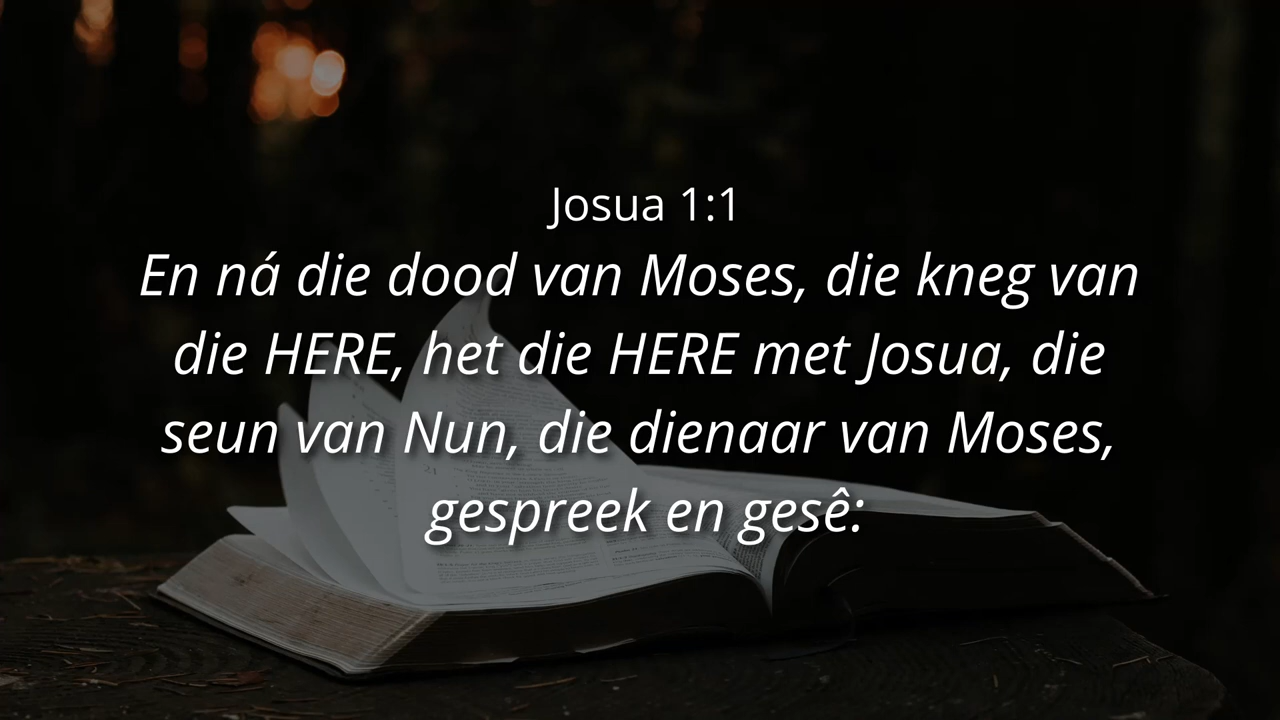 Josua 1:1
En ná die dood van Moses, die kneg van
die HERE, het die HERE met Josua, die
seun van Nun, die dienaar van Moses,
gespreek en gesê: